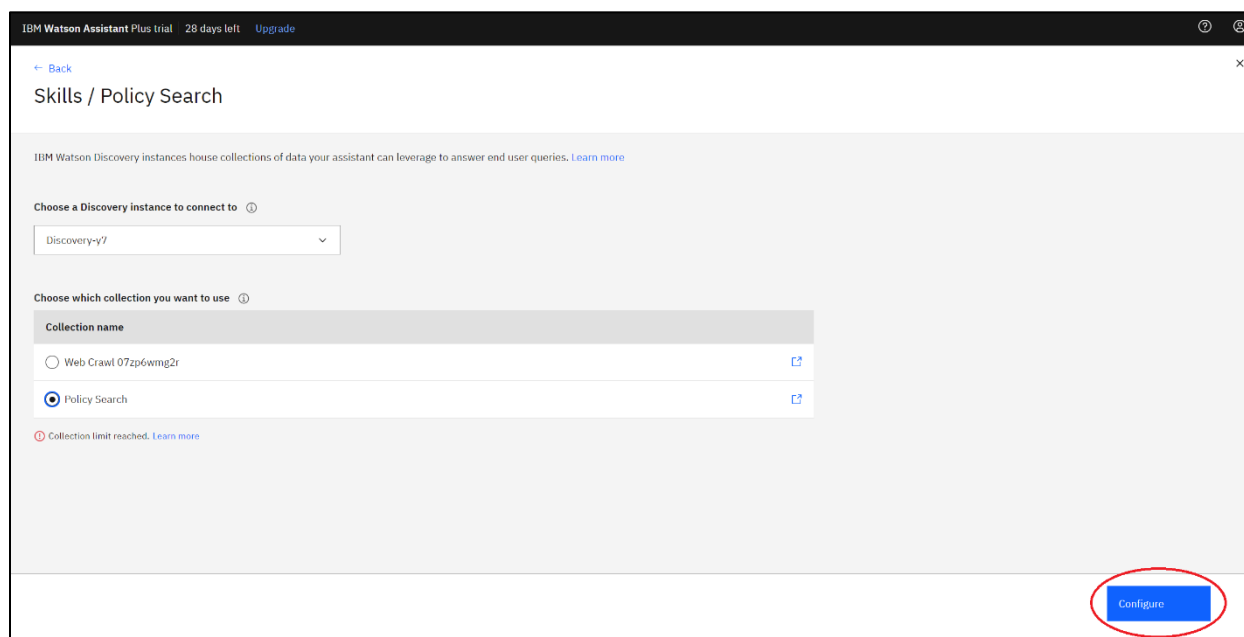 IBM Watson Assistant Plus trial 28 days left Upgrade
← Back
Skills / Policy Search
IBM Watson Discovery instances house collections of data your assistant can leverage to answer end user queries. Learn more
Choose a Discovery instance to connect to
Discovery-y7
Choose which collection you want to use
Collection name
Web Crawl 07zp6wmg2r
Policy Search
Collection limit reached. Learn more
Configure